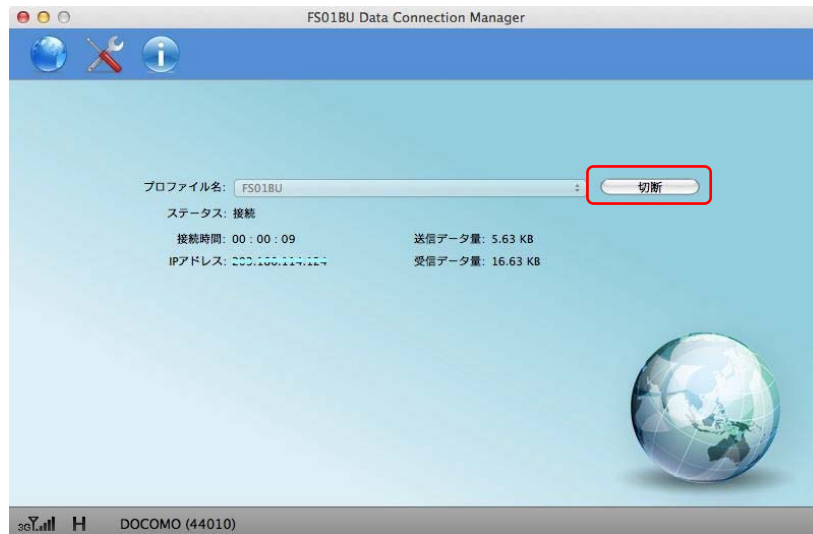 FS01BU Data Connection Manager
プロファイル名: FS01BU 切断
ステータス: 接続
接続時間: 00 : 00 : 09 送信データ量: 5.63 KB
IPアドレス: 受信データ量: 16.63 KB
3G H DOCOMO (44010)